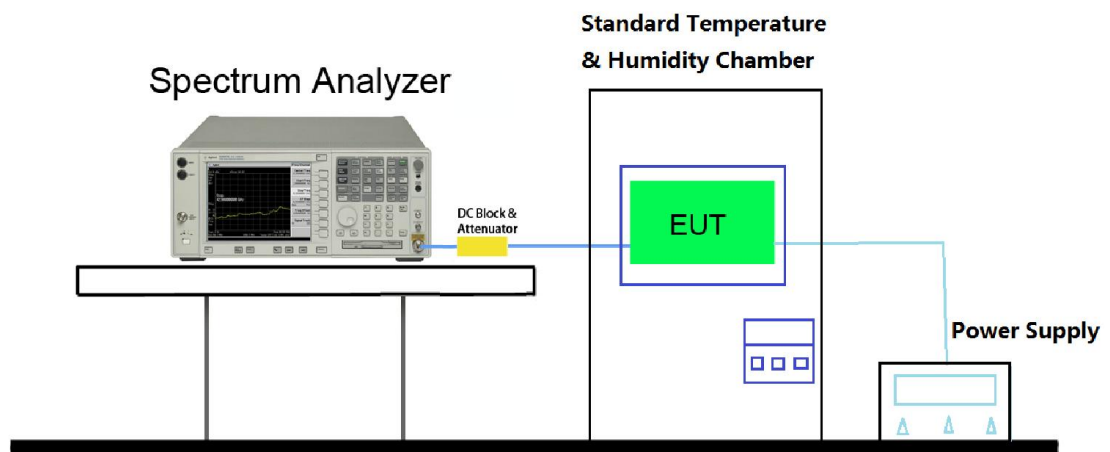 Standard Temperature
& Humidity Chamber
Spectrum Analyzer
DC Block &
Attenuator
EUT
Power Supply